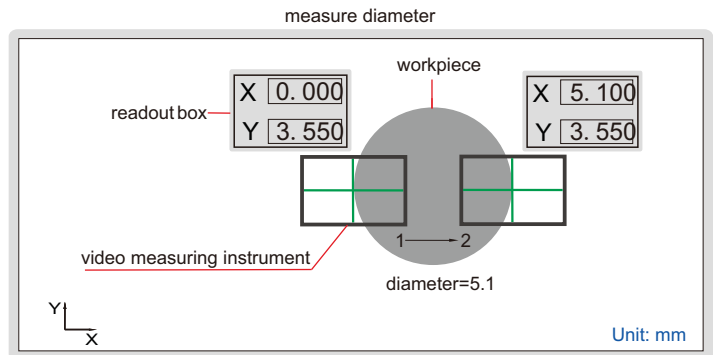 measure diameter
workpiece
X 0.000
Y 3.550
X 5.100
Y 3.550
readout box
1 2
video measuring instrument
diameter=5.1
Y
X
Unit: mm